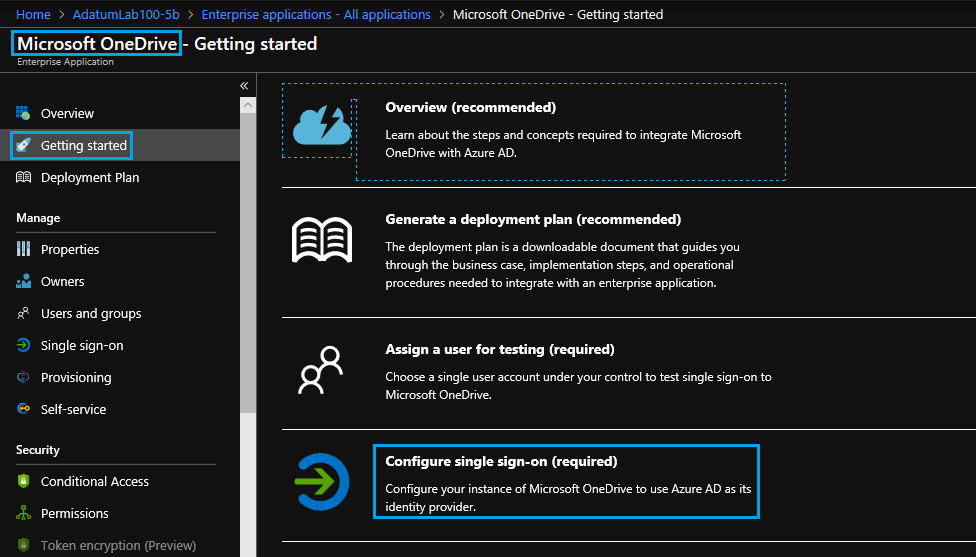 Home > AdatumLab100-5b > Enterprise applications - All applications > Microsoft OneDrive - Getting started
Microsoft OneDrive - Getting started
Enterprise Application
«
Overview
Getting started
Deployment Plan
Manage
Properties
Owners
Users and groups
Single sign-on
Provisioning
Self-service
Security
Conditional Access
Permissions
Token encryption (Preview)
Overview (recommended)
Learn about the steps and concepts required to integrate Microsoft
OneDrive with Azure AD.
Generate a deployment plan (recommended)
The deployment plan is a downloadable document that guides you
through the business case, implementation steps, and operational
procedures needed to integrate with an enterprise application.
Assign a user for testing (required)
Choose a single user account under your control to test single sign-on to
Microsoft OneDrive.
Configure single sign-on (required)
Configure your instance of Microsoft OneDrive to use Azure AD as its
identity provider.